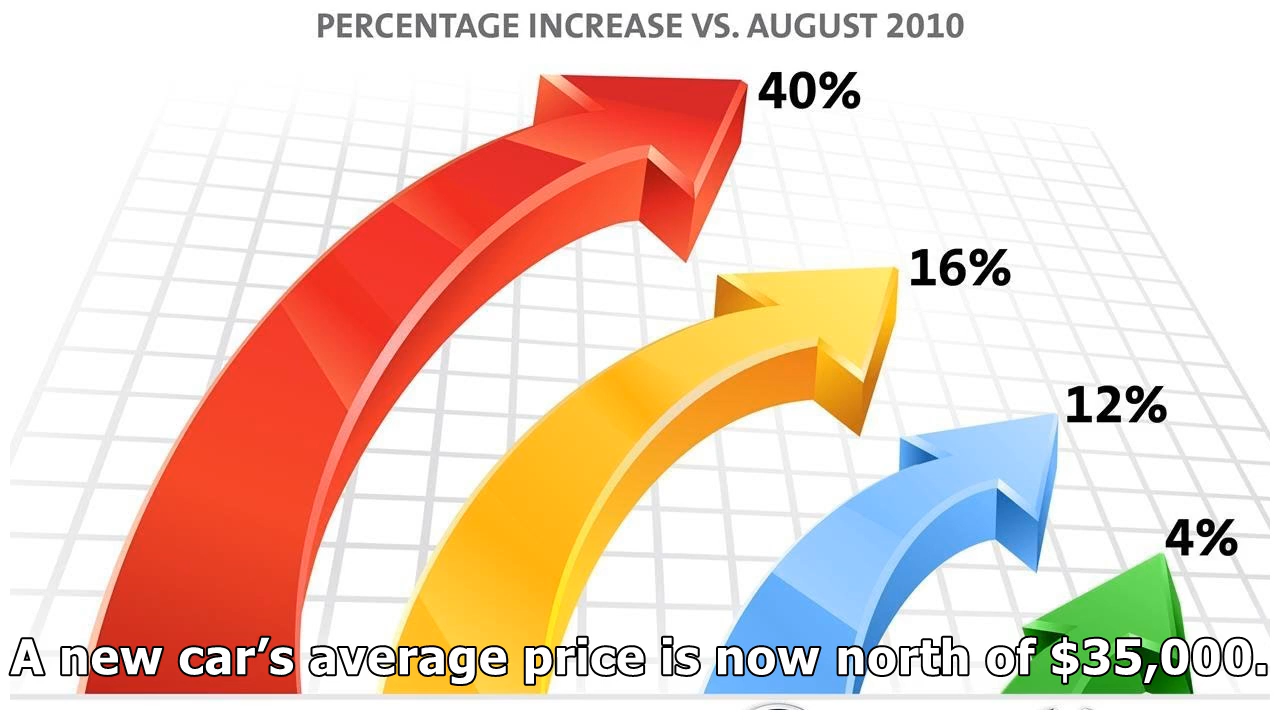 PERCENTAGE INCREASE VS. AUGUST 2010
40%
16%
12%
4%
A new car’s average price is now north of $35,000.